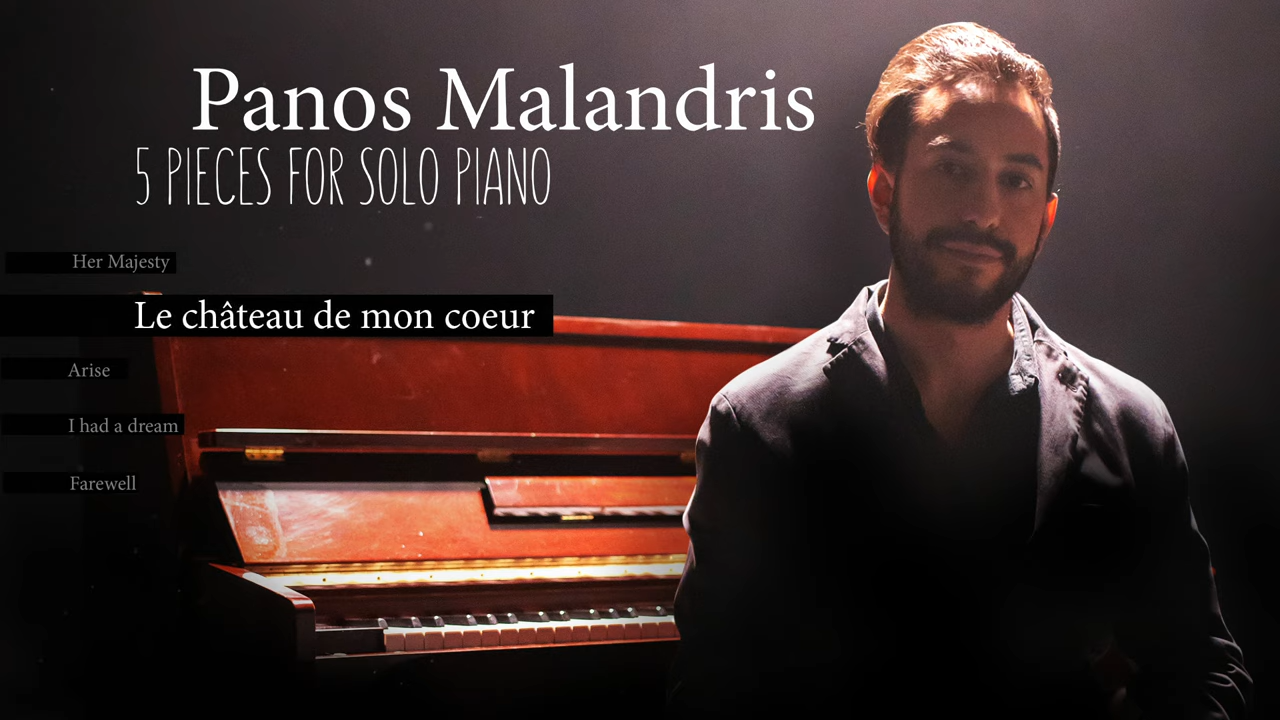 Panos Malandris
5 PIECES FOR SOLO PIANO
Her Majesty
Le château de mon coeur
Arise
I had a dream
Farewell